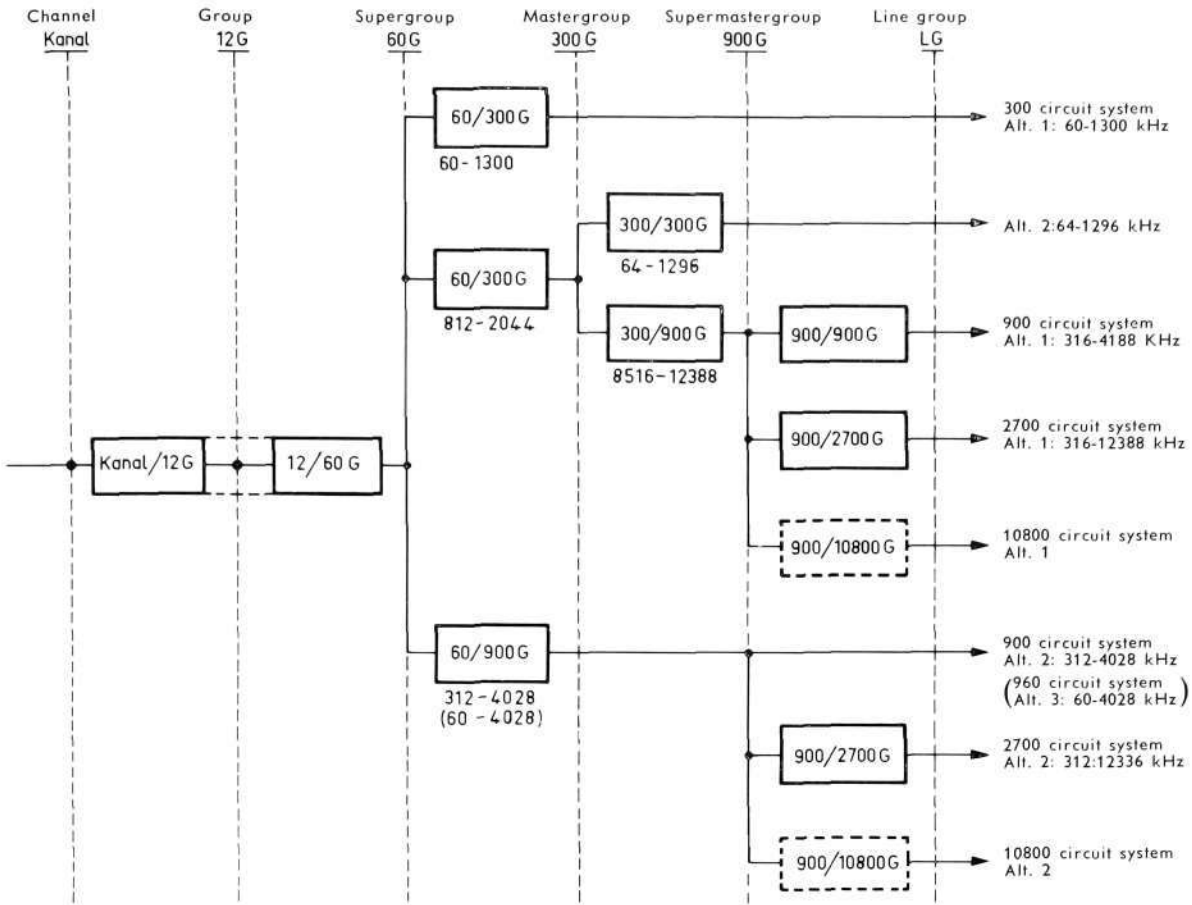 Channel
Kanal
Group
12G
Supergroup
60G
Mastergroup
300G
Supermastergroup
900G
Line group
LG
60/300G
60-1300
300 circuit system
Alt. 1: 60-1300 kHz
300/300G
64-1296
Alt. 2:64-1296 kHz
60/300G
812-2044
300/900G
8516-12388
900/900G
900 circuit system
Alt. 1: 316-4188 KHz
900/2700G
2700 circuit system
Alt. 1: 316-12388 kHz
Kanal/12G
12/60 G
900/10800G
10800 circuit system
Alt. 1
60/900G
312-4028
(60-4028)
900 circuit system
Alt. 2: 312-4028 kHz
(960 circuit system
Alt. 3: 60-4028 kHz)
900/2700G
2700 circuit system
Alt. 2: 312:12336 kHz
900/10800G
10800 circuit system
Alt. 2